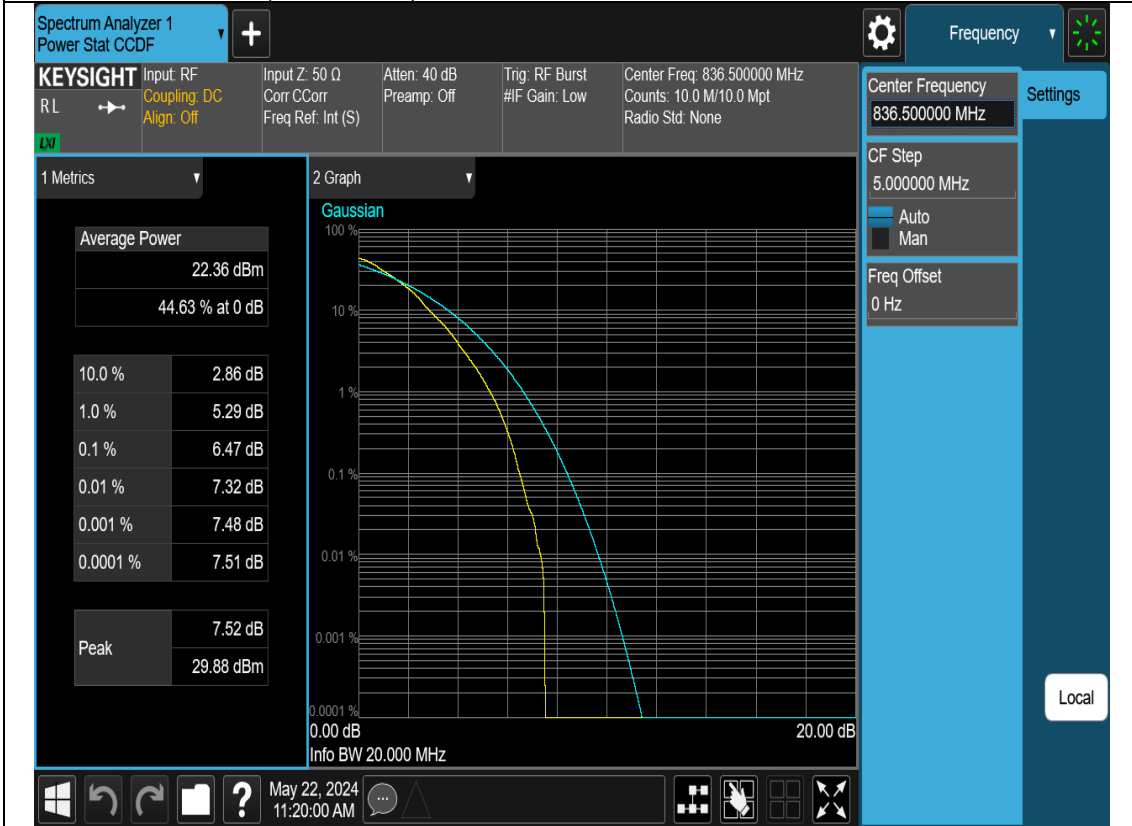 Spectrum Analyzer 1
Power Stat CCDF
+
Frequency
KEYSIGHT
RL
LXI
Input: RF
Coupling: DC
Align: Off
Input Z: 50 Ω
Corr CCorr
Freq Ref: Int (S)
Atten: 40 dB
Preamp: Off
Trig: RF Burst
#IF Gain: Low
Center Freq: 836.500000 MHz
Counts: 10.0 M/10.0 Mpt
Radio Std: None
Center Frequency
836.500000 MHz
Settings
CF Step
5.000000 MHz
Auto
Man
Freq Offset
0 Hz
1 Metrics
Average Power
22.36 dBm
44.63 % at 0 dB
10.0 % 2.86 dB
1.0 % 5.29 dB
0.1 % 6.47 dB
0.01 % 7.32 dB
0.001 % 7.48 dB
0.0001 % 7.51 dB
Peak
7.52 dB
29.88 dBm
2 Graph
Gaussian
100 %
10 %
1 %
0.1 %
0.01 %
0.001 %
0.0001 %
0.00 dB 20.00 dB
Info BW 20.000 MHz
Local
?
May 22, 2024
11:20:00 AM